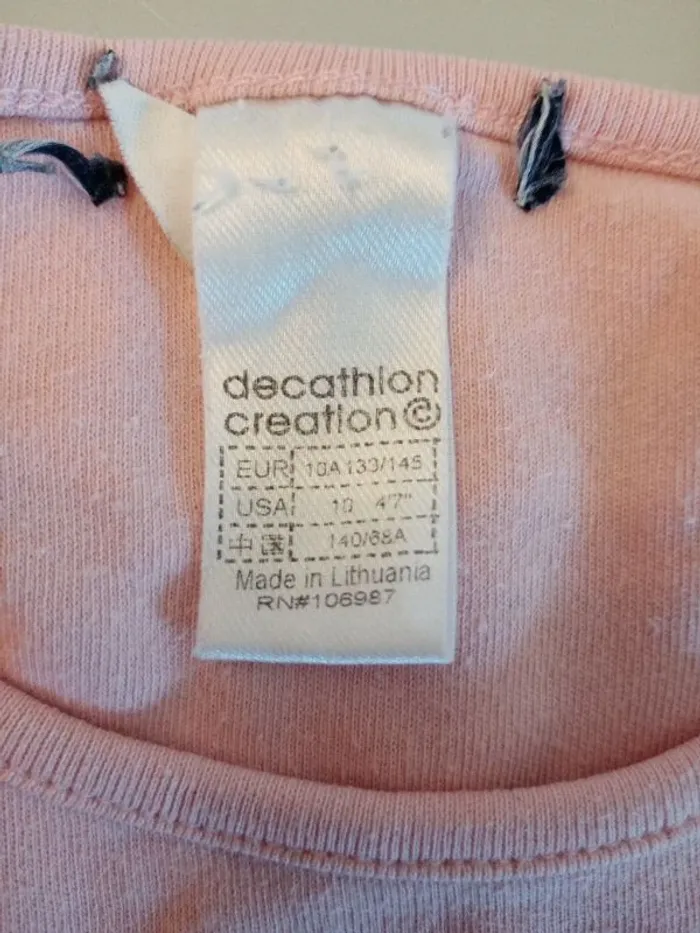 decathlon
creation©
EUR 10A 133/145
USA 10 4'7"
中国 140/68A
Made in Lithuania
RN#106987